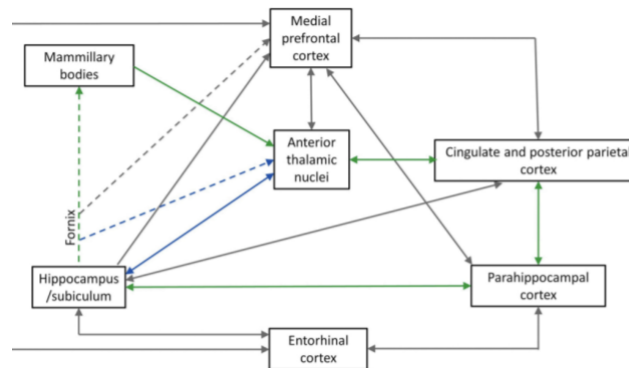 Medial
prefrontal
cortex
Mammillary
bodies
Anterior
thalamic
nuclei
Cingulate and posterior parietal
cortex
Fornix
Hippocampus
/subiculum
Parahippocampal
cortex
Entorhinal
cortex